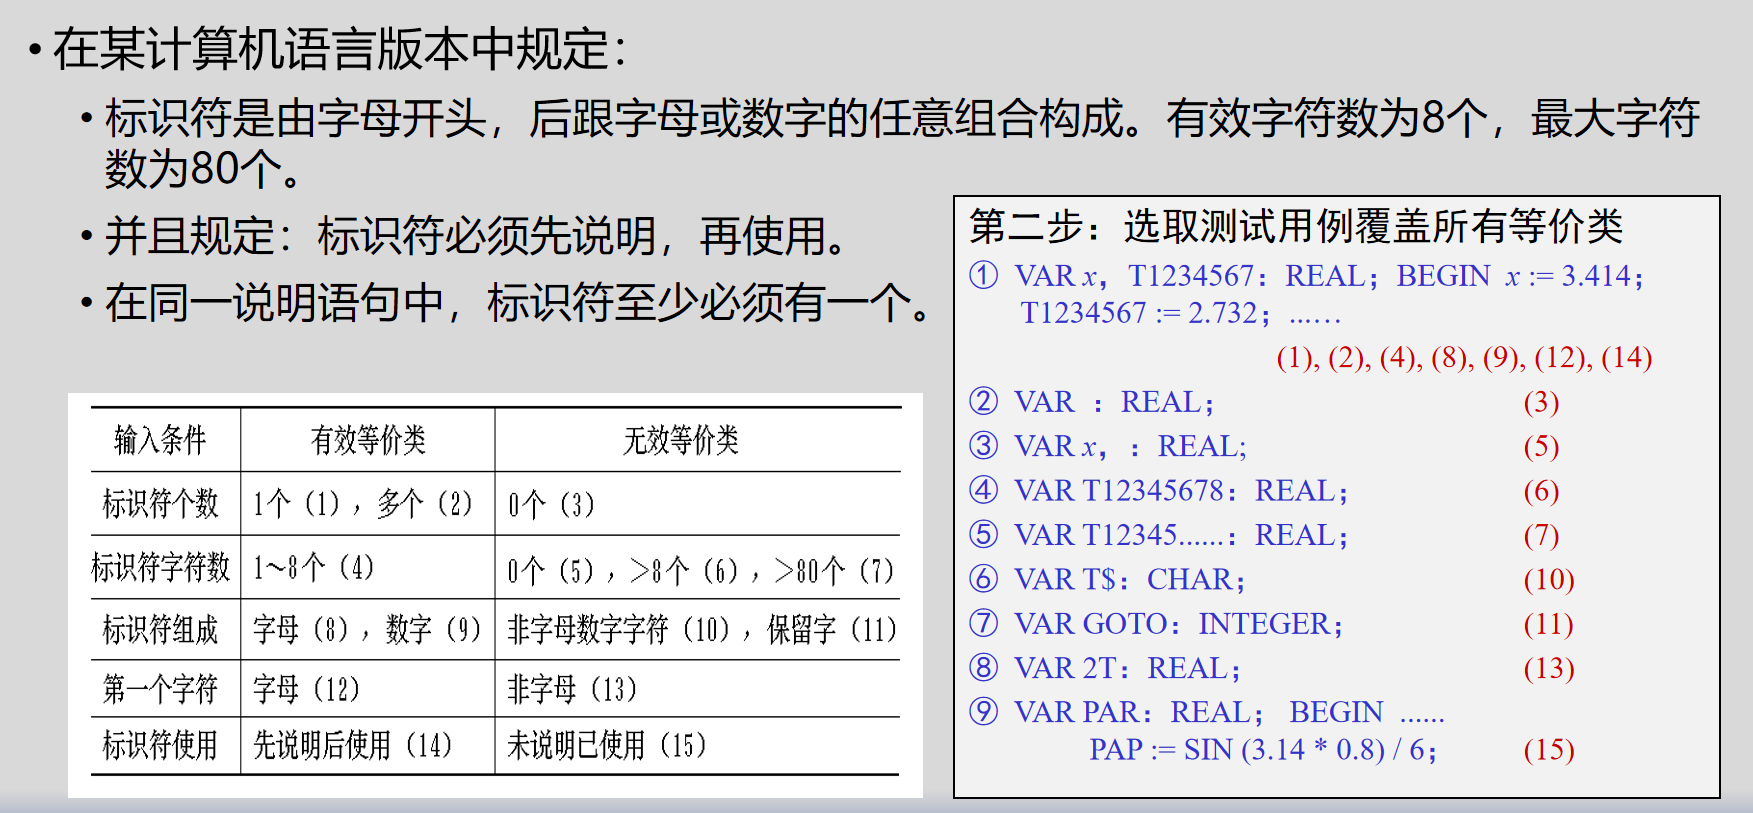 • 在某计算机语言版本中规定：
• 标识符是由字母开头，后跟字母或数字的任意组合构成。有效字符数为8个，最大字符
数为80个。
• 并且规定：标识符必须先说明，再使用。
• 在同一说明语句中，标识符至少必须有一个。
输入条件 有效等价类 无效等价类
标识符个数 1个（1），多个（2） 0个（3）
标识符字符数 1～8个（4） 0个（5），>8个（6），>80个（7）
标识符组成 字母（8），数字（9） 非字母数字字符（10），保留字（11）
第一个字符 字母（12） 非字母（13）
标识符使用 先说明后使用（14） 未说明已使用（15）
第二步：选取测试用例覆盖所有等价类
① VAR x，T1234567：REAL；BEGIN x := 3.414；
T1234567 := 2.732；...…
(1), (2), (4), (8), (9), (12), (14)
② VAR ：REAL； (3)
③ VAR x，：REAL; (5)
④ VAR T12345678：REAL； (6)
⑤ VAR T12345......：REAL； (7)
⑥ VAR T$：CHAR； (10)
⑦ VAR GOTO：INTEGER； (11)
⑧ VAR 2T：REAL； (13)
⑨ VAR PAR：REAL； BEGIN ......
PAP := SIN (3.14 * 0.8) / 6； (15)